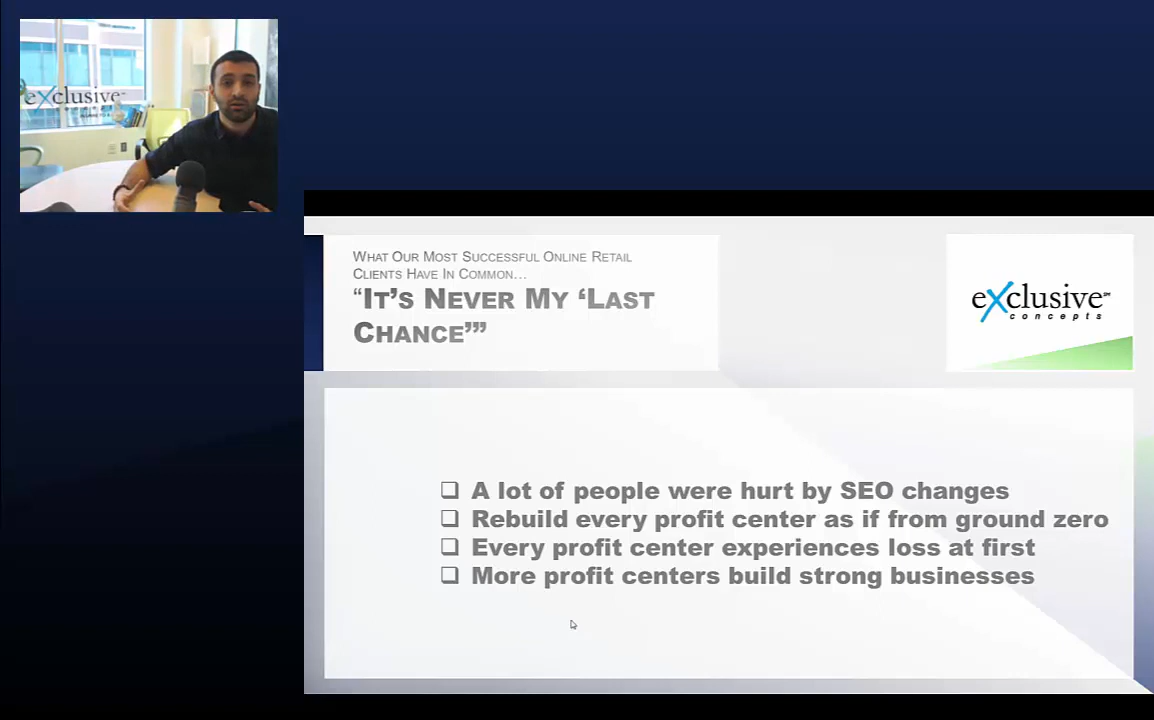 eXclusive
WHAT OUR MOST SUCCESSFUL ONLINE RETAIL
CLIENTS HAVE IN COMMON…
“IT’S NEVER MY ‘LAST
CHANCE’”
eXclusive℠
concepts
A lot of people were hurt by SEO changes
Rebuild every profit center as if from ground zero
Every profit center experiences loss at first
More profit centers build strong businesses